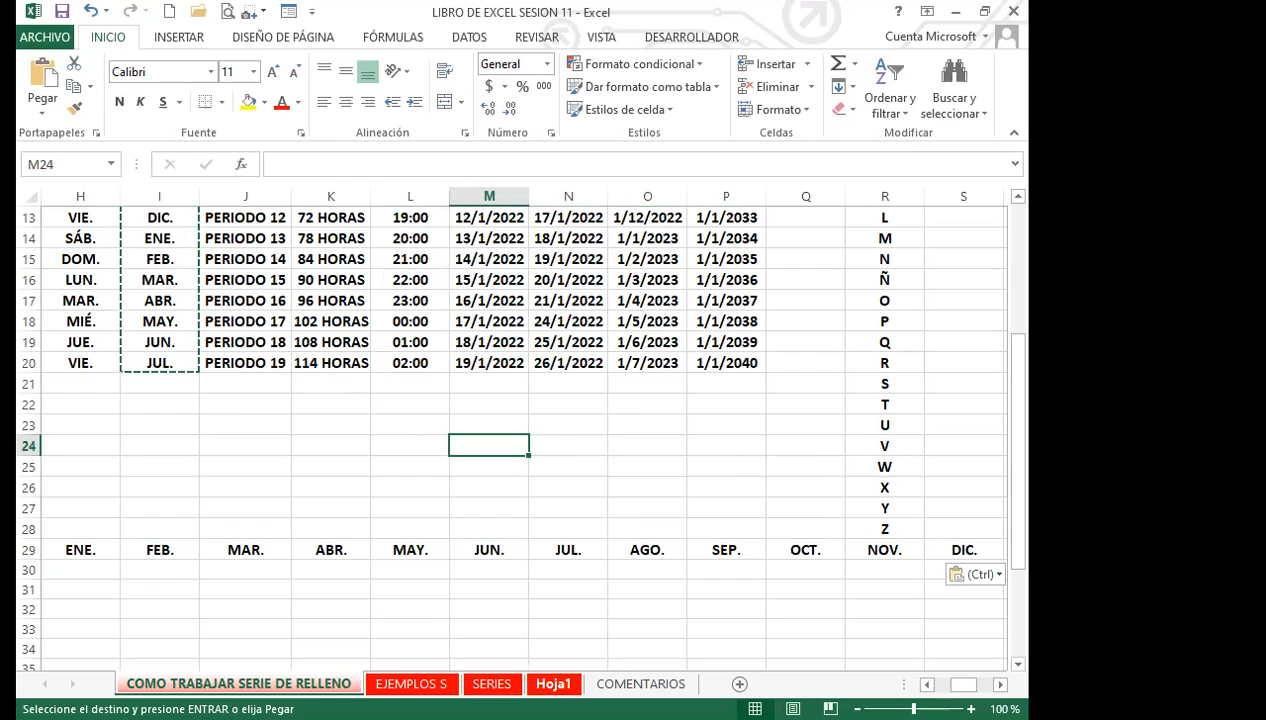 LIBRO DE EXCEL SESION 11 - Excel
ARCHIVO INICIO INSERTAR DISEÑO DE PÁGINA FÓRMULAS DATOS REVISAR VISTA DESARROLLADOR Cuenta Microsoft
Pegar
Calibri 11
N K S
General
$ % 000
Formato condicional
Dar formato como tabla
Estilos de celda
Insertar
Eliminar
Formato
Ordenar y filtrar
Buscar y seleccionar
Portapapeles Fuente Alineación Número Estilos Celdas Modificar
M24 fx
H I J K L M N O P Q R S
13 VIE. DIC. PERIODO 12 72 HORAS 19:00 12/1/2022 17/1/2022 1/12/2022 1/1/2033 L
14 SÁB. ENE. PERIODO 13 78 HORAS 20:00 13/1/2022 18/1/2022 1/1/2023 1/1/2034 M
15 DOM. FEB. PERIODO 14 84 HORAS 21:00 14/1/2022 19/1/2022 1/2/2023 1/1/2035 N
16 LUN. MAR. PERIODO 15 90 HORAS 22:00 15/1/2022 20/1/2022 1/3/2023 1/1/2036 Ñ
17 MAR. ABR. PERIODO 16 96 HORAS 23:00 16/1/2022 21/1/2022 1/4/2023 1/1/2037 O
18 MIÉ. MAY. PERIODO 17 102 HORAS 00:00 17/1/2022 24/1/2022 1/5/2023 1/1/2038 P
19 JUE. JUN. PERIODO 18 108 HORAS 01:00 18/1/2022 25/1/2022 1/6/2023 1/1/2039 Q
20 VIE. JUL. PERIODO 19 114 HORAS 02:00 19/1/2022 26/1/2022 1/7/2023 1/1/2040 R
21 S
22 T
23 U
24 V
25 W
26 X
27 Y
28 Z
29 ENE. FEB. MAR. ABR. MAY. JUN. JUL. AGO. SEP. OCT. NOV. DIC.
30 (Ctrl)
31
32
33
34
35
COMO TRABAJAR SERIE DE RELLENO EJEMPLOS S SERIES Hoja1 COMENTARIOS
Seleccione el destino y presione ENTRAR o elija Pegar 100 %